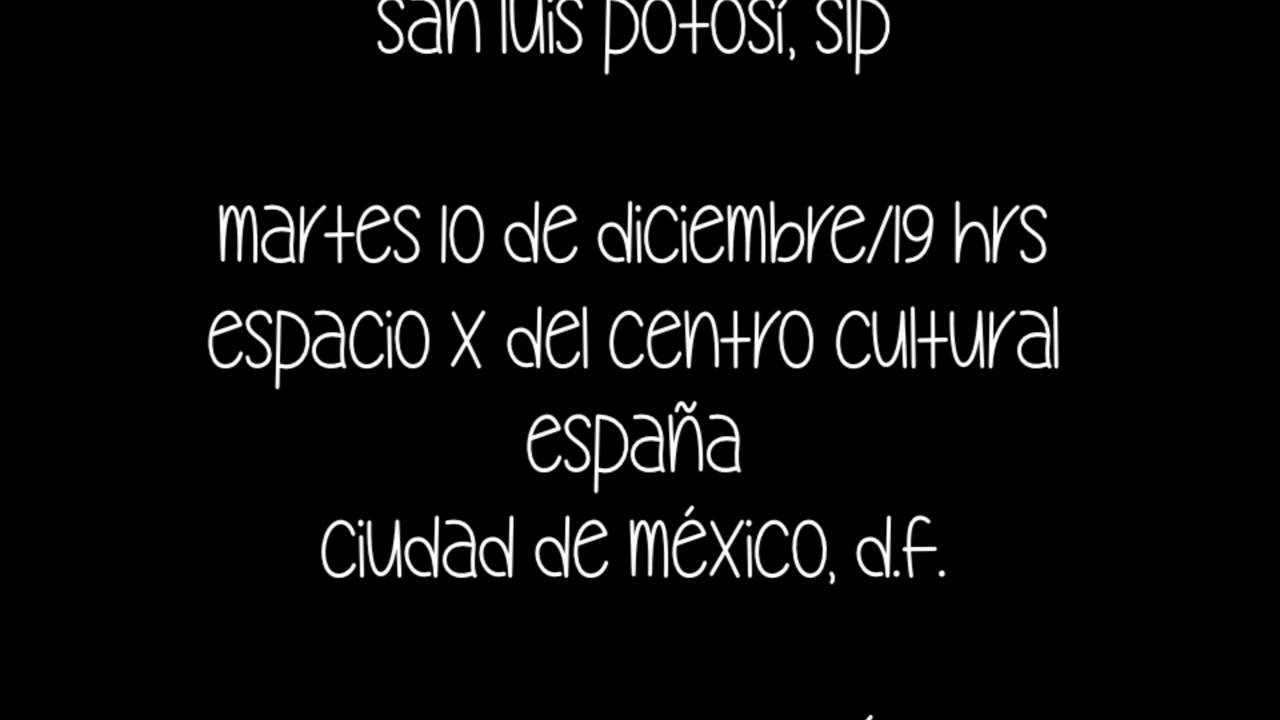 san luis potosí, slp
martes 10 de diciembre/19 hrs
espacio x del centro cultural
españa
ciudad de méxico, d.f.